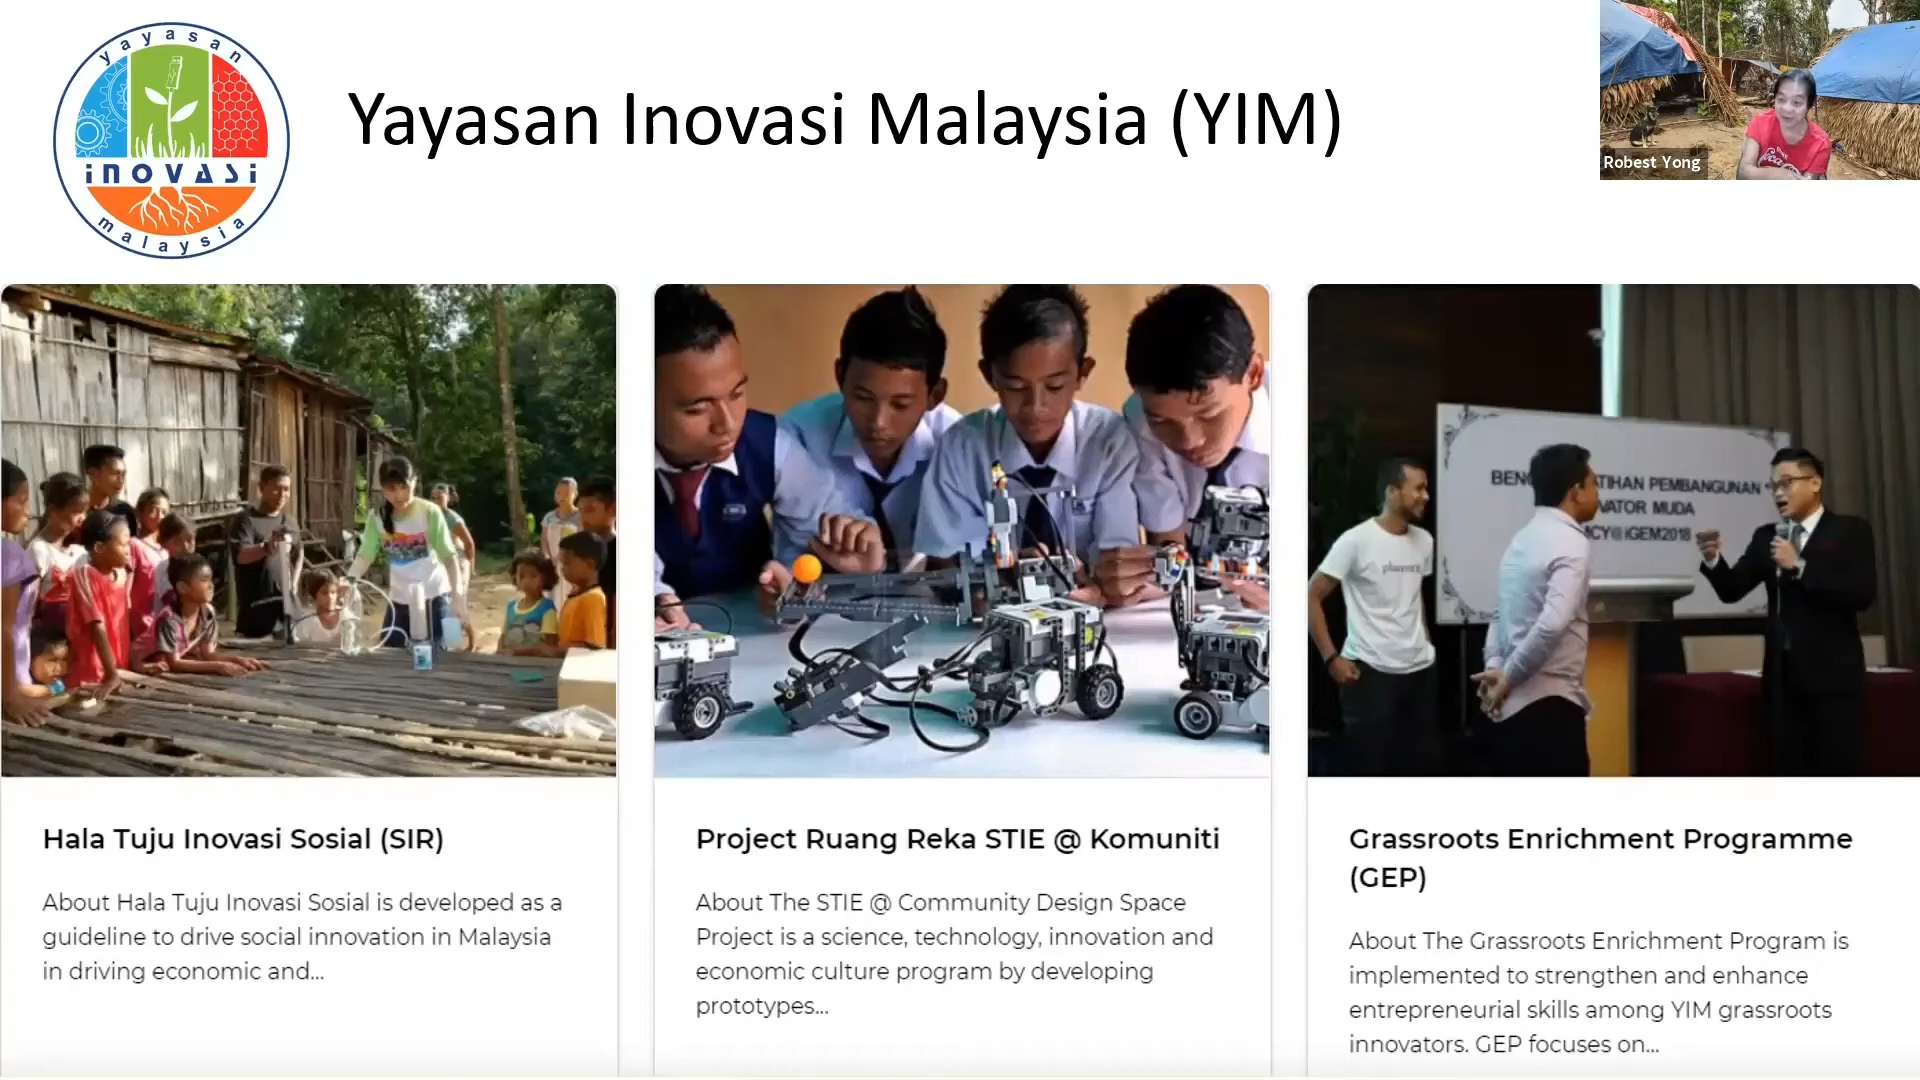 yayasan
iNOVASi
malaysia
Yayasan Inovasi Malaysia (YIM)
Robest Yong
BEN
ATIHAN PEMBANGUNAN
VATOR MUDA
MCY@iGEM2018
Hala Tuju Inovasi Sosial (SIR)
About Hala Tuju Inovasi Sosial is developed as a
guideline to drive social innovation in Malaysia
in driving economic and...
Project Ruang Reka STIE @ Komuniti
About The STIE @ Community Design Space
Project is a science, technology, innovation and
economic culture program by developing
prototypes...
Grassroots Enrichment Programme
(GEP)
About The Grassroots Enrichment Program is
implemented to strengthen and enhance
entrepreneurial skills among YIM grassroots
innovators. GEP focuses on...